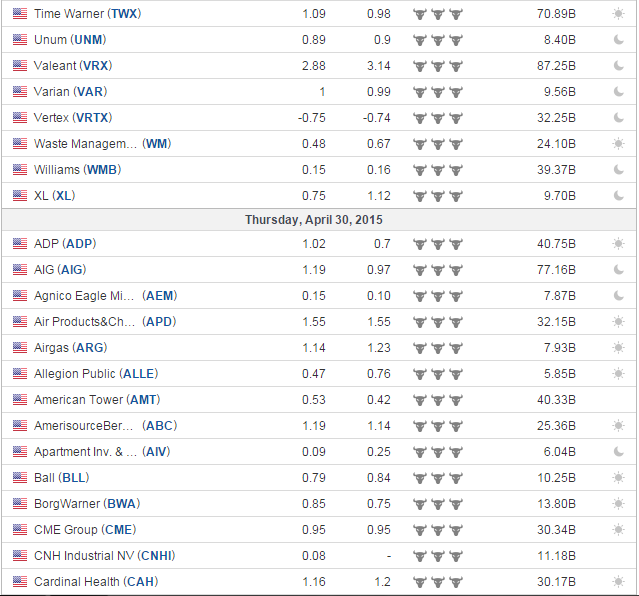 Time Warner (TWX) 1.09 0.98 70.89B
Unum (UNM) 0.89 0.9 8.40B
Valeant (VRX) 2.88 3.14 87.25B
Varian (VAR) 1 0.99 9.56B
Vertex (VRTX) -0.75 -0.74 32.25B
Waste Managem... (WM) 0.48 0.67 24.10B
Williams (WMB) 0.15 0.16 39.37B
XL (XL) 0.75 1.12 9.70B
Thursday, April 30, 2015
ADP (ADP) 1.02 0.7 40.75B
AIG (AIG) 1.19 0.97 77.16B
Agnico Eagle Mi... (AEM) 0.15 0.10 7.87B
Air Products&Ch... (APD) 1.55 1.55 32.15B
Airgas (ARG) 1.14 1.23 7.93B
Allegion Public (ALLE) 0.47 0.76 5.85B
American Tower (AMT) 0.53 0.42 40.33B
AmerisourceBer... (ABC) 1.19 1.14 25.36B
Apartment Inv. & ... (AIV) 0.09 0.25 6.04B
Ball (BLL) 0.79 0.84 10.25B
BorgWarner (BWA) 0.85 0.75 13.80B
CME Group (CME) 0.95 0.95 30.34B
CNH Industrial NV (CNHI) 0.08 - 11.18B
Cardinal Health (CAH) 1.16 1.2 30.17B